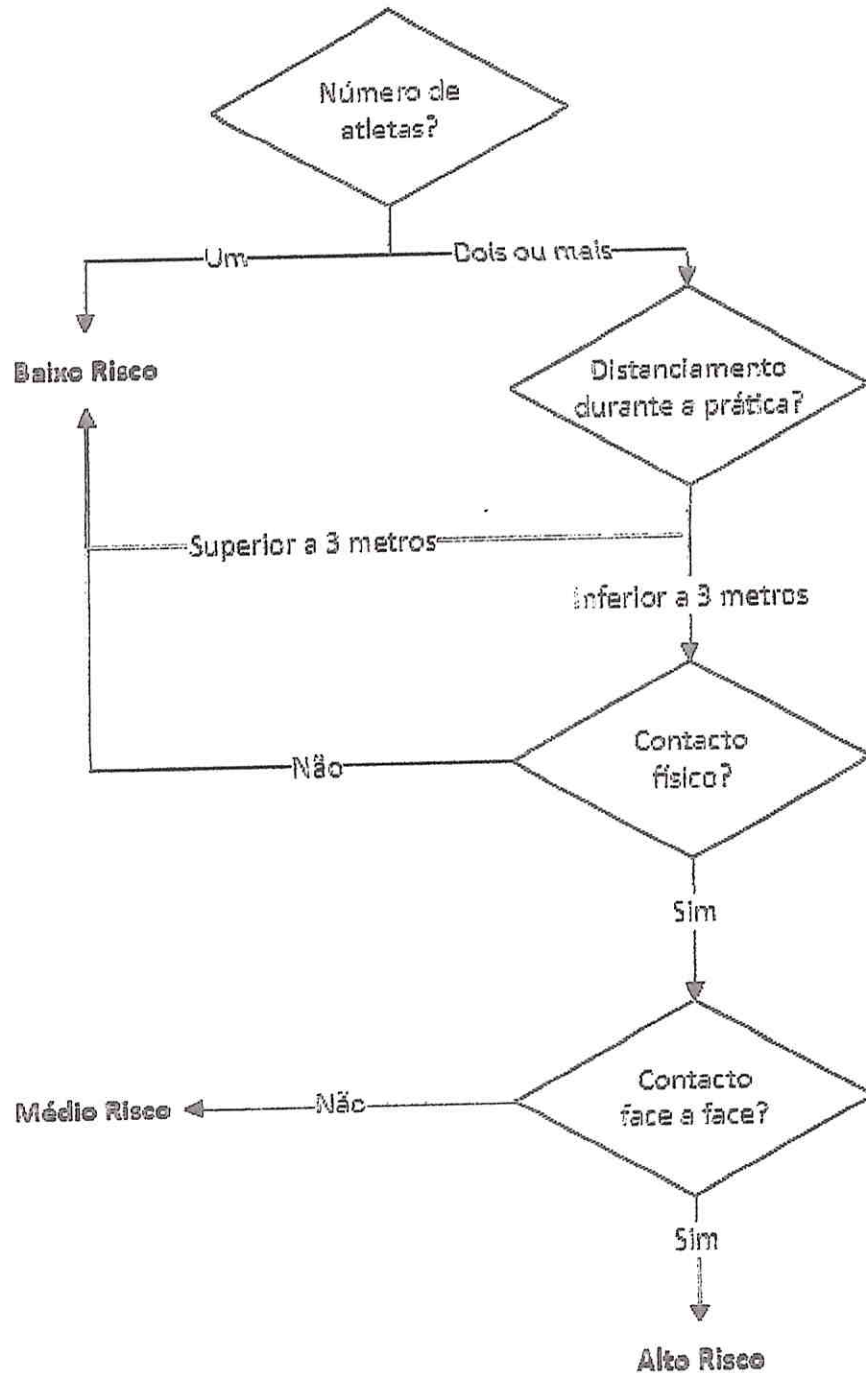 Número de
atletas?
Um
Dois ou mais
Baixo Risco
Distanciamento
durante a prática?
Superior a 3 metros
Inferior a 3 metros
Contacto
físico?
Não
Sim
Contacto
face a face?
Médio Risco
Não
Sim
Alto Risco